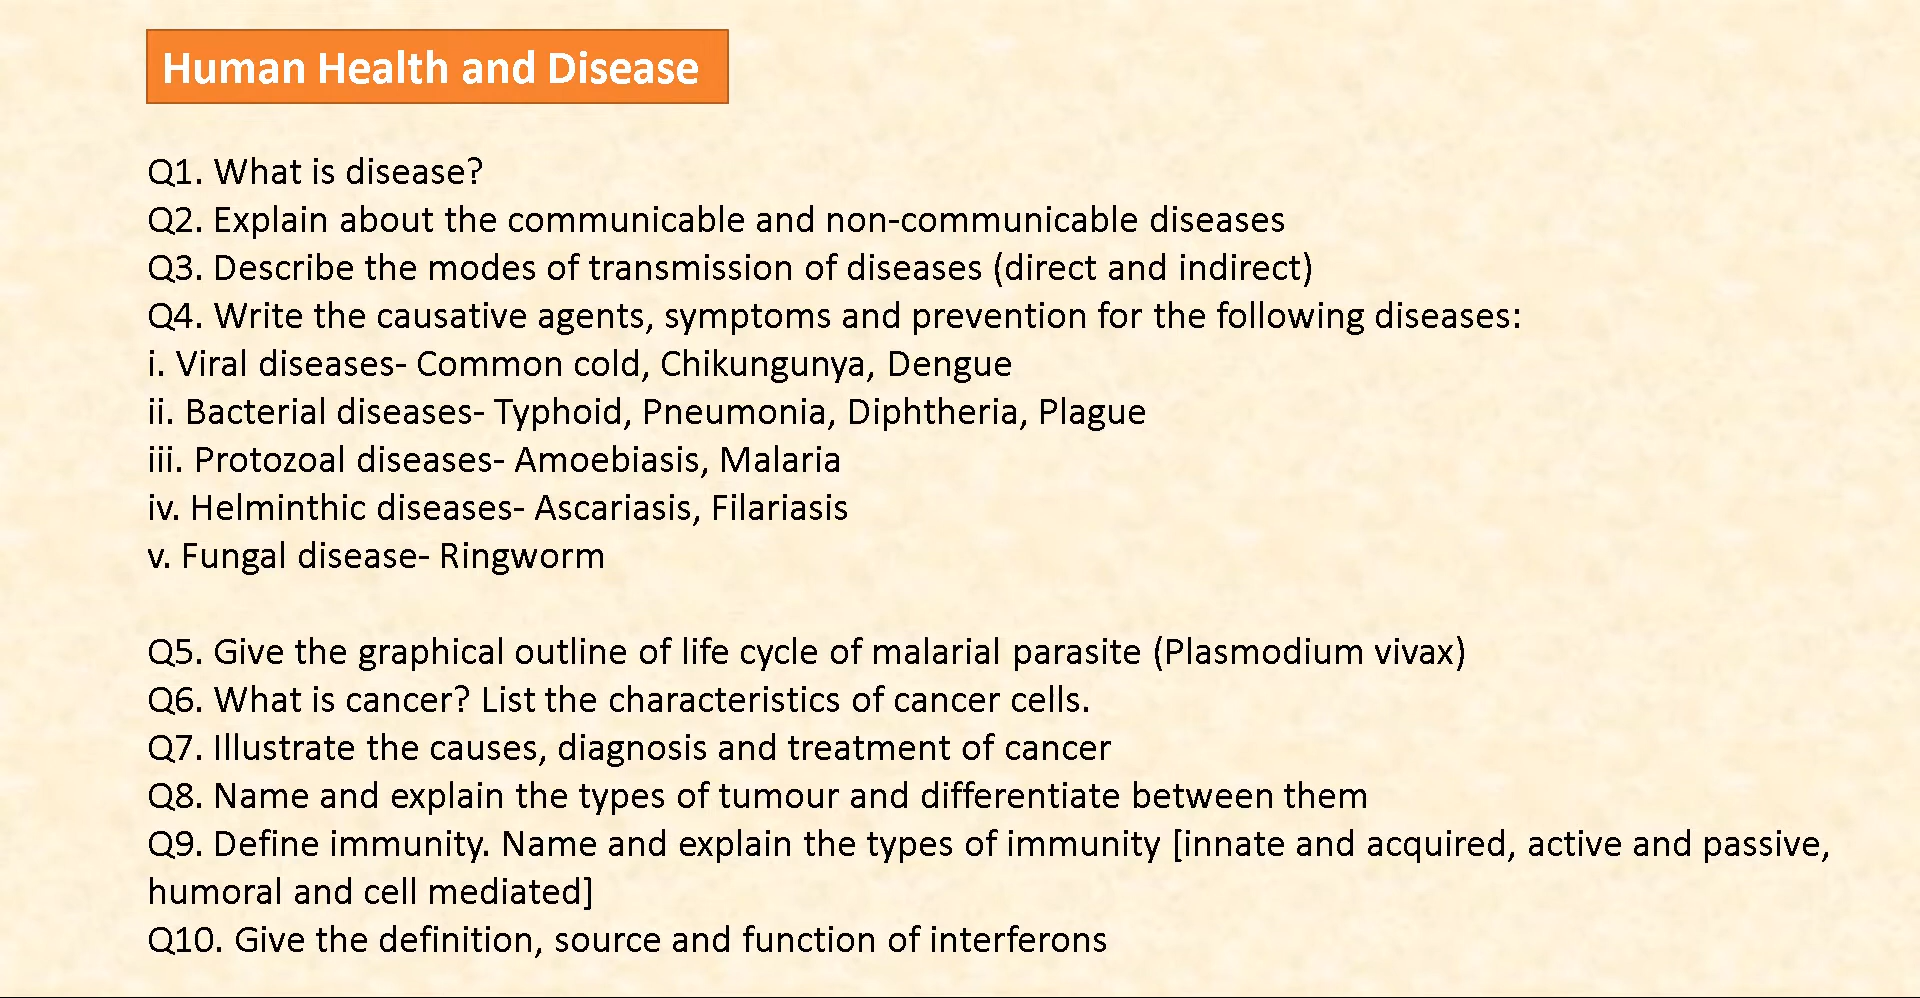 Human Health and Disease
Q1. What is disease?
Q2. Explain about the communicable and non-communicable diseases
Q3. Describe the modes of transmission of diseases (direct and indirect)
Q4. Write the causative agents, symptoms and prevention for the following diseases:
i. Viral diseases- Common cold, Chikungunya, Dengue
ii. Bacterial diseases- Typhoid, Pneumonia, Diphtheria, Plague
iii. Protozoal diseases- Amoebiasis, Malaria
iv. Helminthic diseases- Ascariasis, Filariasis
v. Fungal disease- Ringworm
Q5. Give the graphical outline of life cycle of malarial parasite (Plasmodium vivax)
Q6. What is cancer? List the characteristics of cancer cells.
Q7. Illustrate the causes, diagnosis and treatment of cancer
Q8. Name and explain the types of tumour and differentiate between them
Q9. Define immunity. Name and explain the types of immunity [innate and acquired, active and passive,
humoral and cell mediated]
Q10. Give the definition, source and function of interferons